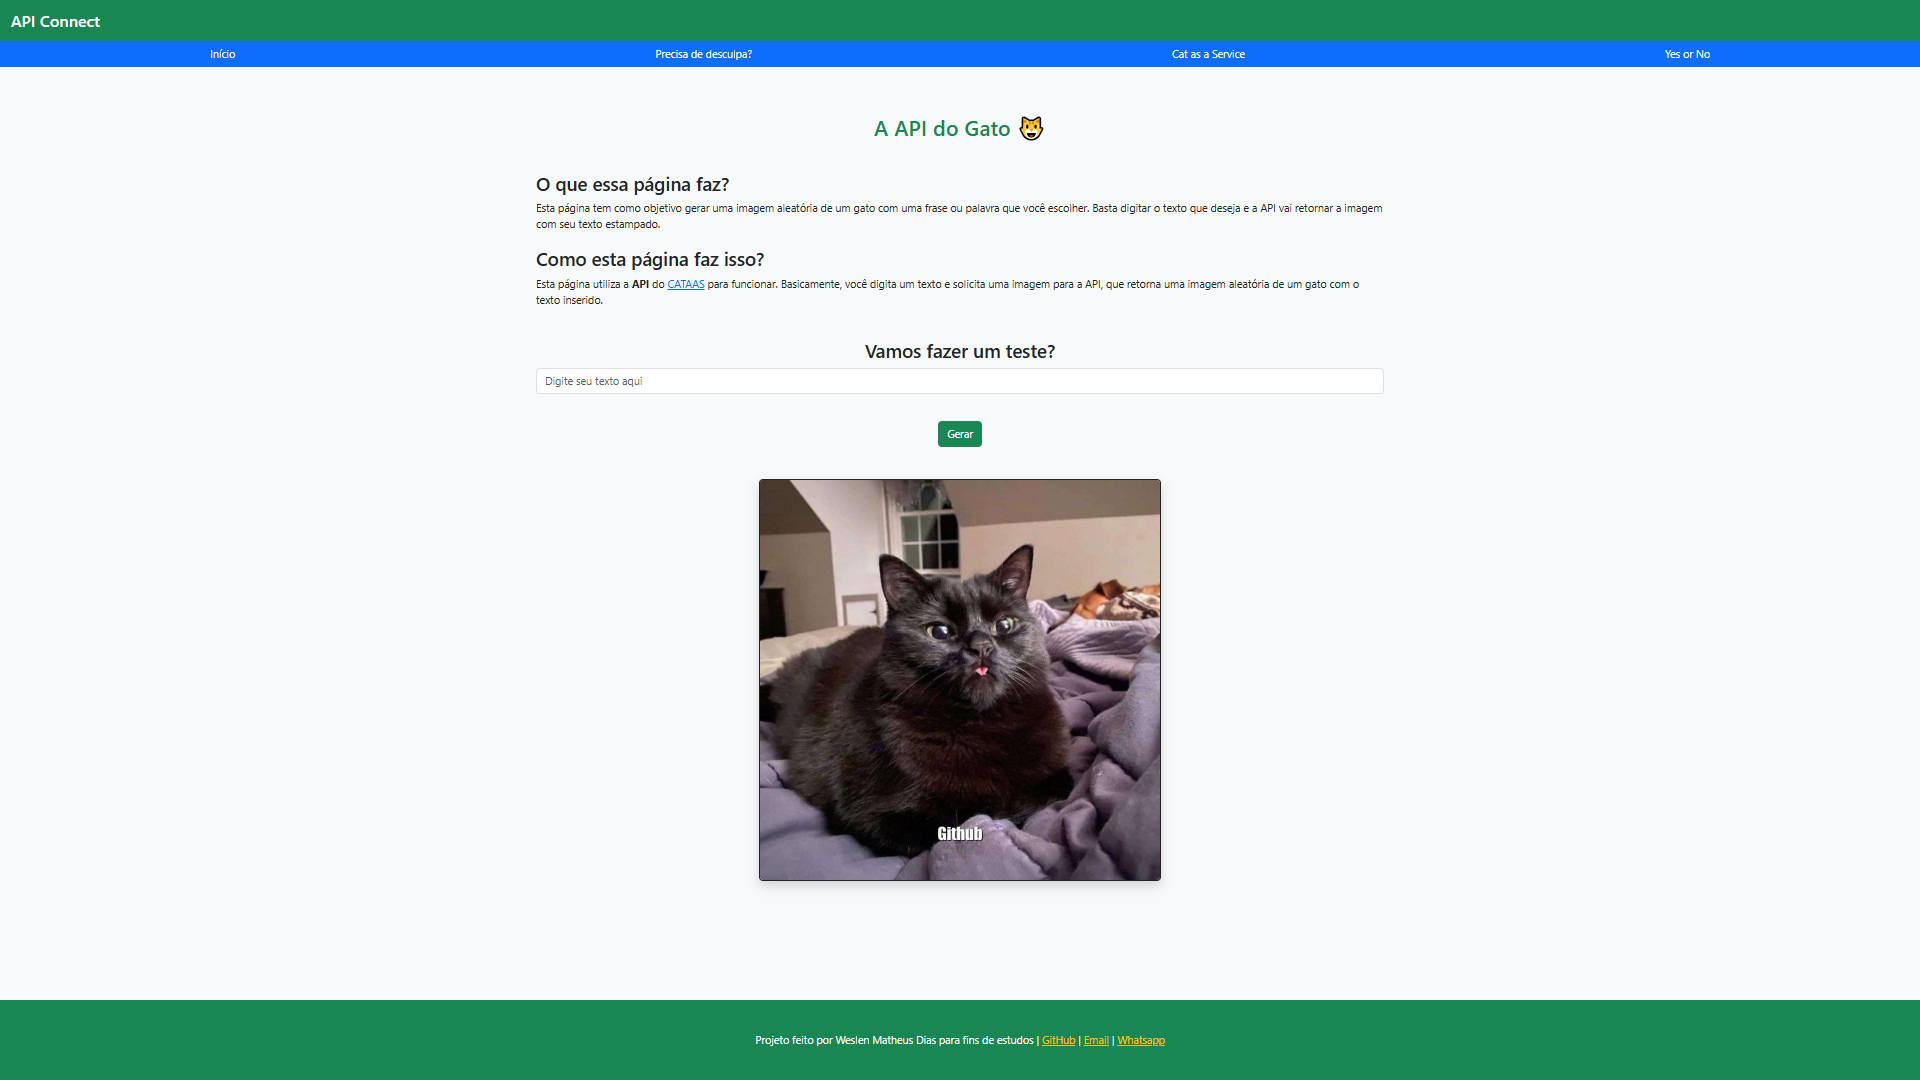 API Connect
Início
Precisa de desculpa?
Cat as a Service
Yes or No
A API do Gato
O que essa página faz?
Esta página tem como objetivo gerar uma imagem aleatória de um gato com uma frase ou palavra que você escolher. Basta digitar o texto que deseja e a API vai retornar a imagem
com seu texto estampado.
Como esta página faz isso?
Esta página utiliza a API do CATAAS para funcionar. Basicamente, você digita um texto e solicita uma imagem para a API, que retorna uma imagem aleatória de um gato com o
texto inserido.
Vamos fazer um teste?
Digite seu texto aqui
Gerar
Github
Projeto feito por Weslen Matheus Dias para fins de estudos | GitHub | Email | Whatsapp